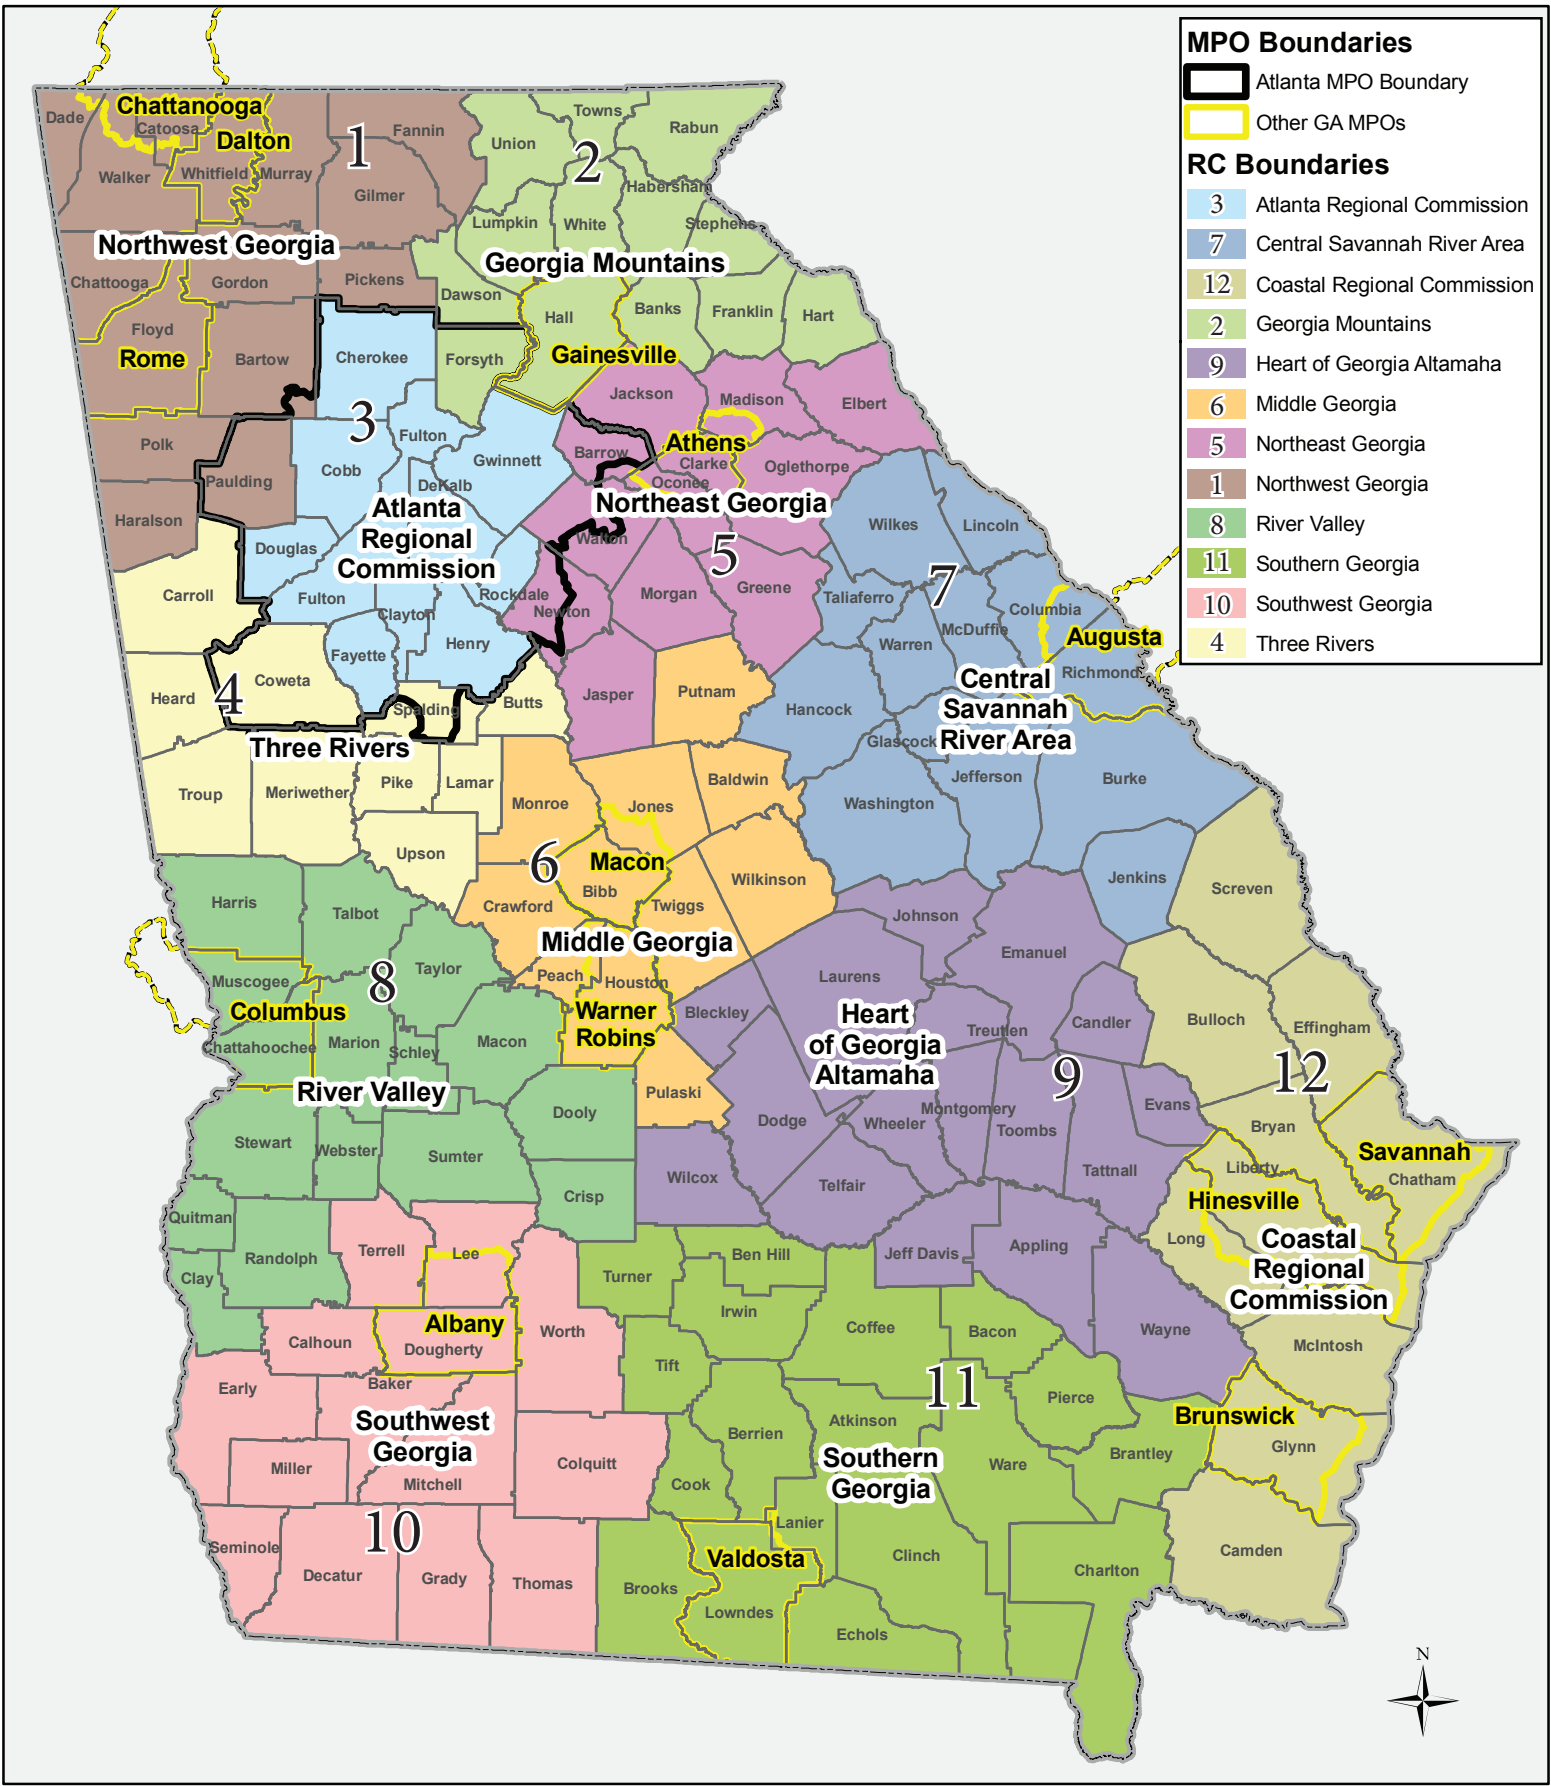 MPO Boundaries
Atlanta MPO Boundary
Other GA MPOs
RC Boundaries
3 Atlanta Regional Commission
7 Central Savannah River Area
12 Coastal Regional Commission
2 Georgia Mountains
9 Heart of Georgia Altamaha
6 Middle Georgia
5 Northeast Georgia
1 Northwest Georgia
8 River Valley
11 Southern Georgia
10 Southwest Georgia
4 Three Rivers
Dade
Chattanooga
Catoosa
Dalton
1
Fannin
Walker
Whitfield
Murray
Gilmer
Northwest Georgia
Chattooga
Gordon
Pickens
Floyd
Rome
Bartow
Polk
Paulding
Haralson
Towns
Rabun
Union
2
Habersham
Lumpkin
White
Stephens
Georgia Mountains
Dawson
Hall
Banks
Franklin
Hart
Forsyth
Gainesville
Cherokee
3
Fulton
Cobb
Gwinnett
DeKalb
Atlanta
Regional
Commission
Douglas
Fulton
Clayton
Rockdale
Henry
Fayette
Jackson
Madison
Elbert
Athens
Barrow
Clarke
Oconee
Oglethorpe
Northeast Georgia
Walton
5
Newton
Morgan
Greene
Jasper
Carroll
Heard
4
Coweta
Spalding
Butts
Three Rivers
Troup
Meriwether
Pike
Lamar
Upson
Wilkes
Lincoln
7
Taliaferro
Columbia
McDuffie
Warren
Augusta
Richmond
Central
Savannah
River Area
Hancock
Glascock
Jefferson
Burke
Washington
Jenkins
Putnam
Baldwin
Monroe
Jones
6
Macon
Bibb
Wilkinson
Crawford
Twiggs
Middle Georgia
Peach
Houston
Warner
Robins
Pulaski
Harris
Talbot
Taylor
8
Muscogee
Columbus
Chattahoochee
Marion
Schley
Macon
River Valley
Dooly
Stewart
Webster
Sumter
Crisp
Quitman
Randolph
Clay
Johnson
Emanuel
Laurens
Bleckley
Heart
of Georgia
Altamaha
Treutlen
Candler
9
Dodge
Wheeler
Montgomery
Toombs
Evans
Tattnall
Wilcox
Telfair
Jeff Davis
Appling
Wayne
Screven
Bulloch
Effingham
12
Bryan
Savannah
Chatham
Liberty
Hinesville
Long
Coastal
Regional
Commission
McIntosh
Brunswick
Glynn
Camden
Terrell
Lee
Albany
Calhoun
Dougherty
Worth
Early
Baker
Southwest
Georgia
Miller
Mitchell
Colquitt
10
Seminole
Decatur
Grady
Thomas
Turner
Ben Hill
Irwin
Coffee
Bacon
Tift
11
Pierce
Atkinson
Berrien
Southern
Georgia
Ware
Brantley
Cook
Lanier
Valdosta
Clinch
Charlton
Brooks
Lowndes
Echols
N